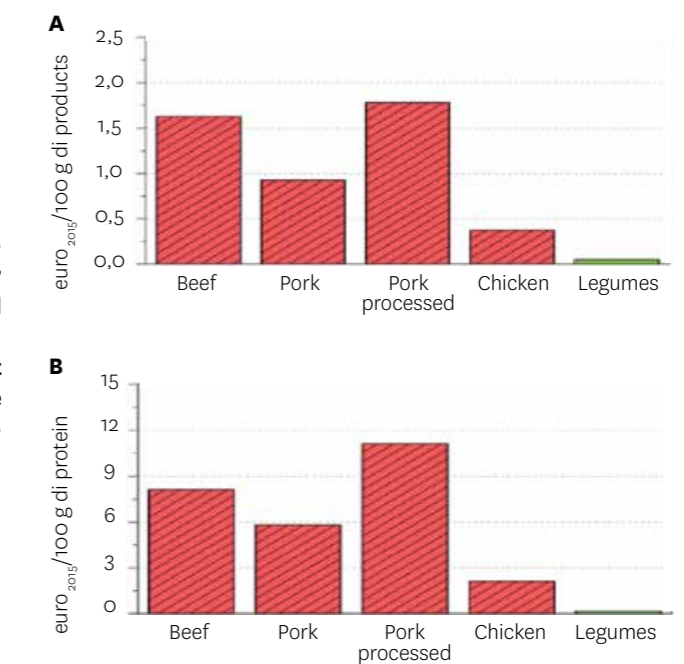 A
euro2015/100 g di products
2,5
2,0
1,5
1,0
0,5
0,0
Beef
Pork
Pork
processed
Chicken
Legumes
B
euro2015/100 g di protein
15
12
9
6
3
0
Beef
Pork
Pork
processed
Chicken
Legumes